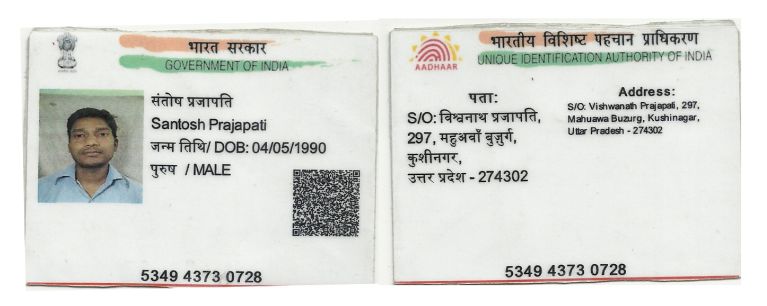 भारत सरकार
GOVERNMENT OF INDIA
संतोष प्रजापति
Santosh Prajapati
जन्म तिथि/ DOB: 04/05/1990
पुरुष / MALE
5349 4373 0728
भारतीय विशिष्ट पहचान प्राधिकरण
UNIQUE IDENTIFICATION AUTHORITY OF INDIA
AADHAAR
पता:
S/O: विश्वनाथ प्रजापति,
297, महुअवाँ बुज़ुर्ग,
कुशीनगर,
उत्तर प्रदेश - 274302
Address:
S/O: Vishwanath Prajapati, 297,
Mahuawa Buzurg, Kushinagar,
Uttar Pradesh - 274302
5349 4373 0728